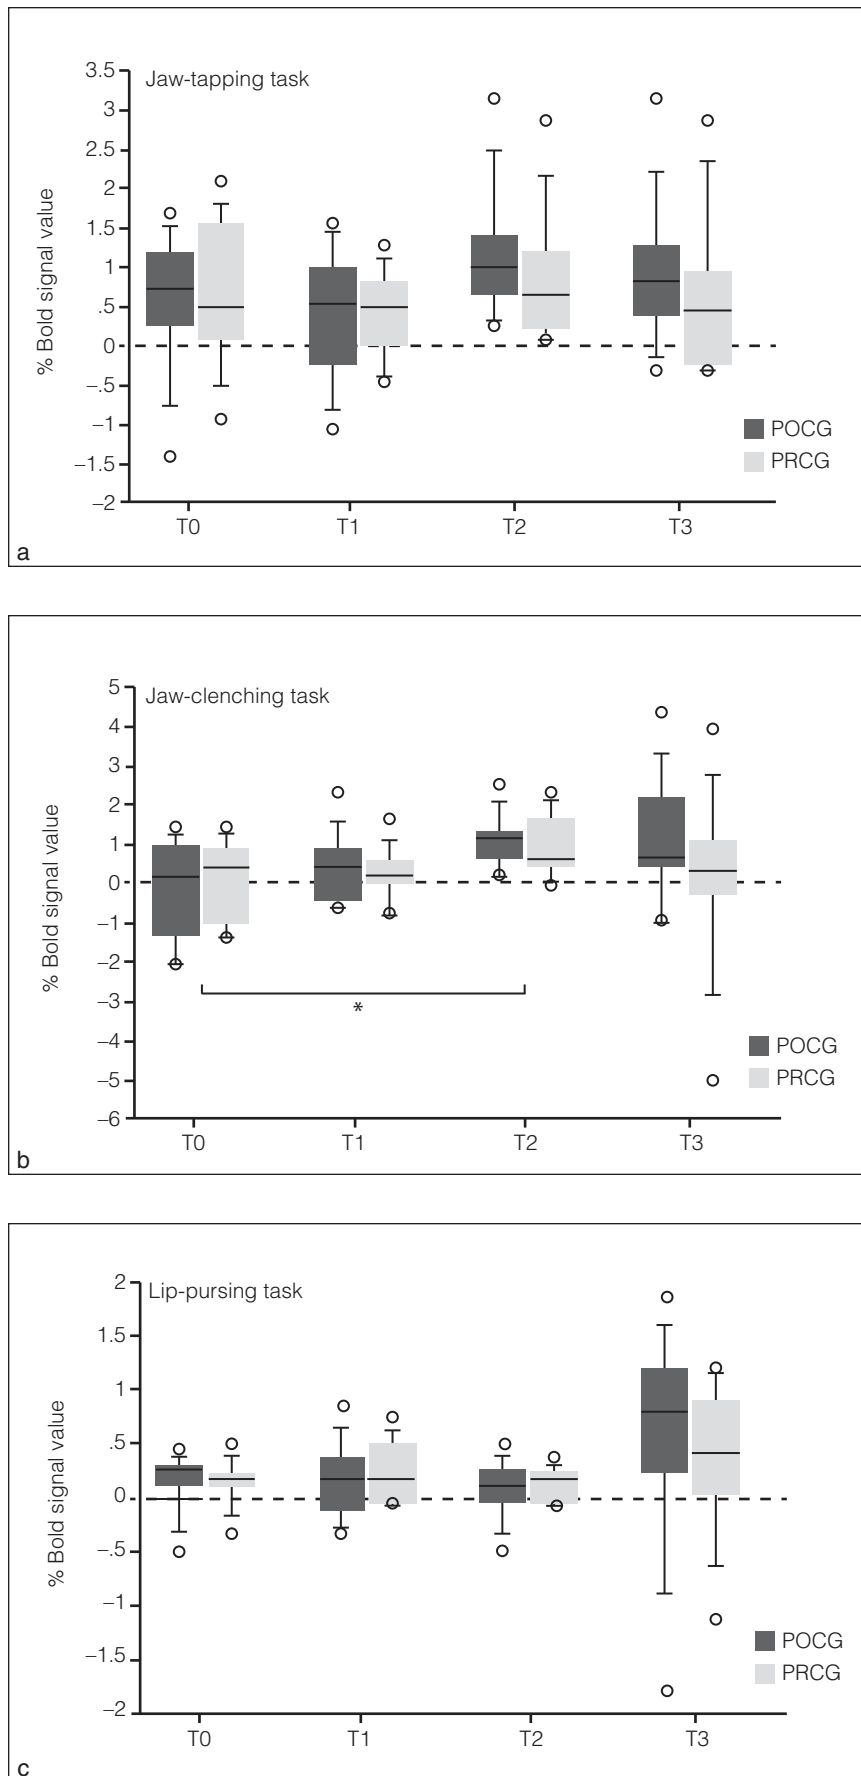 Jaw-tapping task
% Bold signal value
3.5
3
2.5
2
1.5
1
.5
0
–.5
–1
–1.5
–2
T0 T1 T2 T3
POCG
PRCG
a
Jaw-clenching task
% Bold signal value
5
4
3
2
1
0
–1
–2
–3
–4
–5
–6
*
T0 T1 T2 T3
POCG
PRCG
b
Lip-pursing task
% Bold signal value
2
1.5
1
.5
0
–.5
–1
–1.5
–2
T0 T1 T2 T3
POCG
PRCG
c